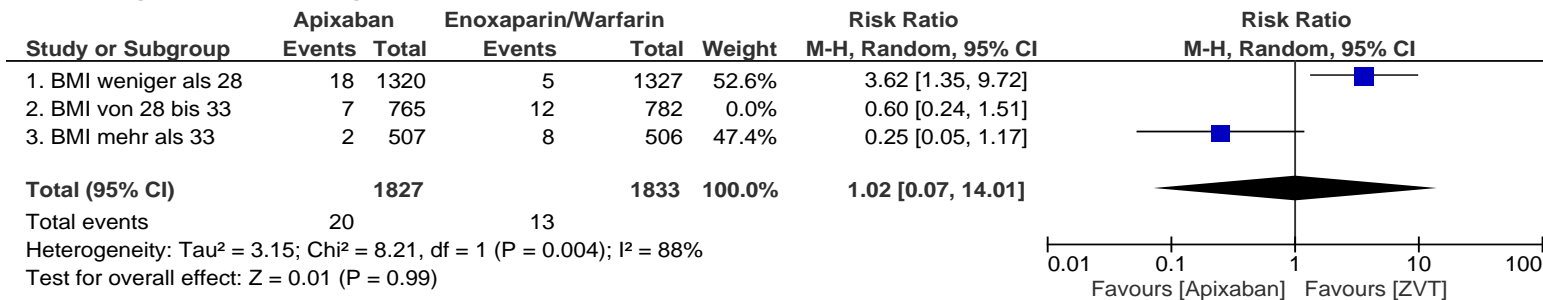 Apixaban Enoxaparin/Warfarin Risk Ratio Risk Ratio
Study or Subgroup Events Total Events Total Weight M-H, Random, 95% CI M-H, Random, 95% CI
1. BMI weniger als 28 18 1320 5 1327 52.6% 3.62 [1.35, 9.72]
2. BMI von 28 bis 33 7 765 12 782 0.0% 0.60 [0.24, 1.51]
3. BMI mehr als 33 2 507 8 506 47.4% 0.25 [0.05, 1.17]
Total (95% CI) 1827 1833 100.0% 1.02 [0.07, 14.01]
Total events 20 13
Heterogeneity: Tau² = 3.15; Chi² = 8.21, df = 1 (P = 0.004); I² = 88%
Test for overall effect: Z = 0.01 (P = 0.99)
0.01 0.1 1 10 100
Favours [Apixaban] Favours [ZVT]